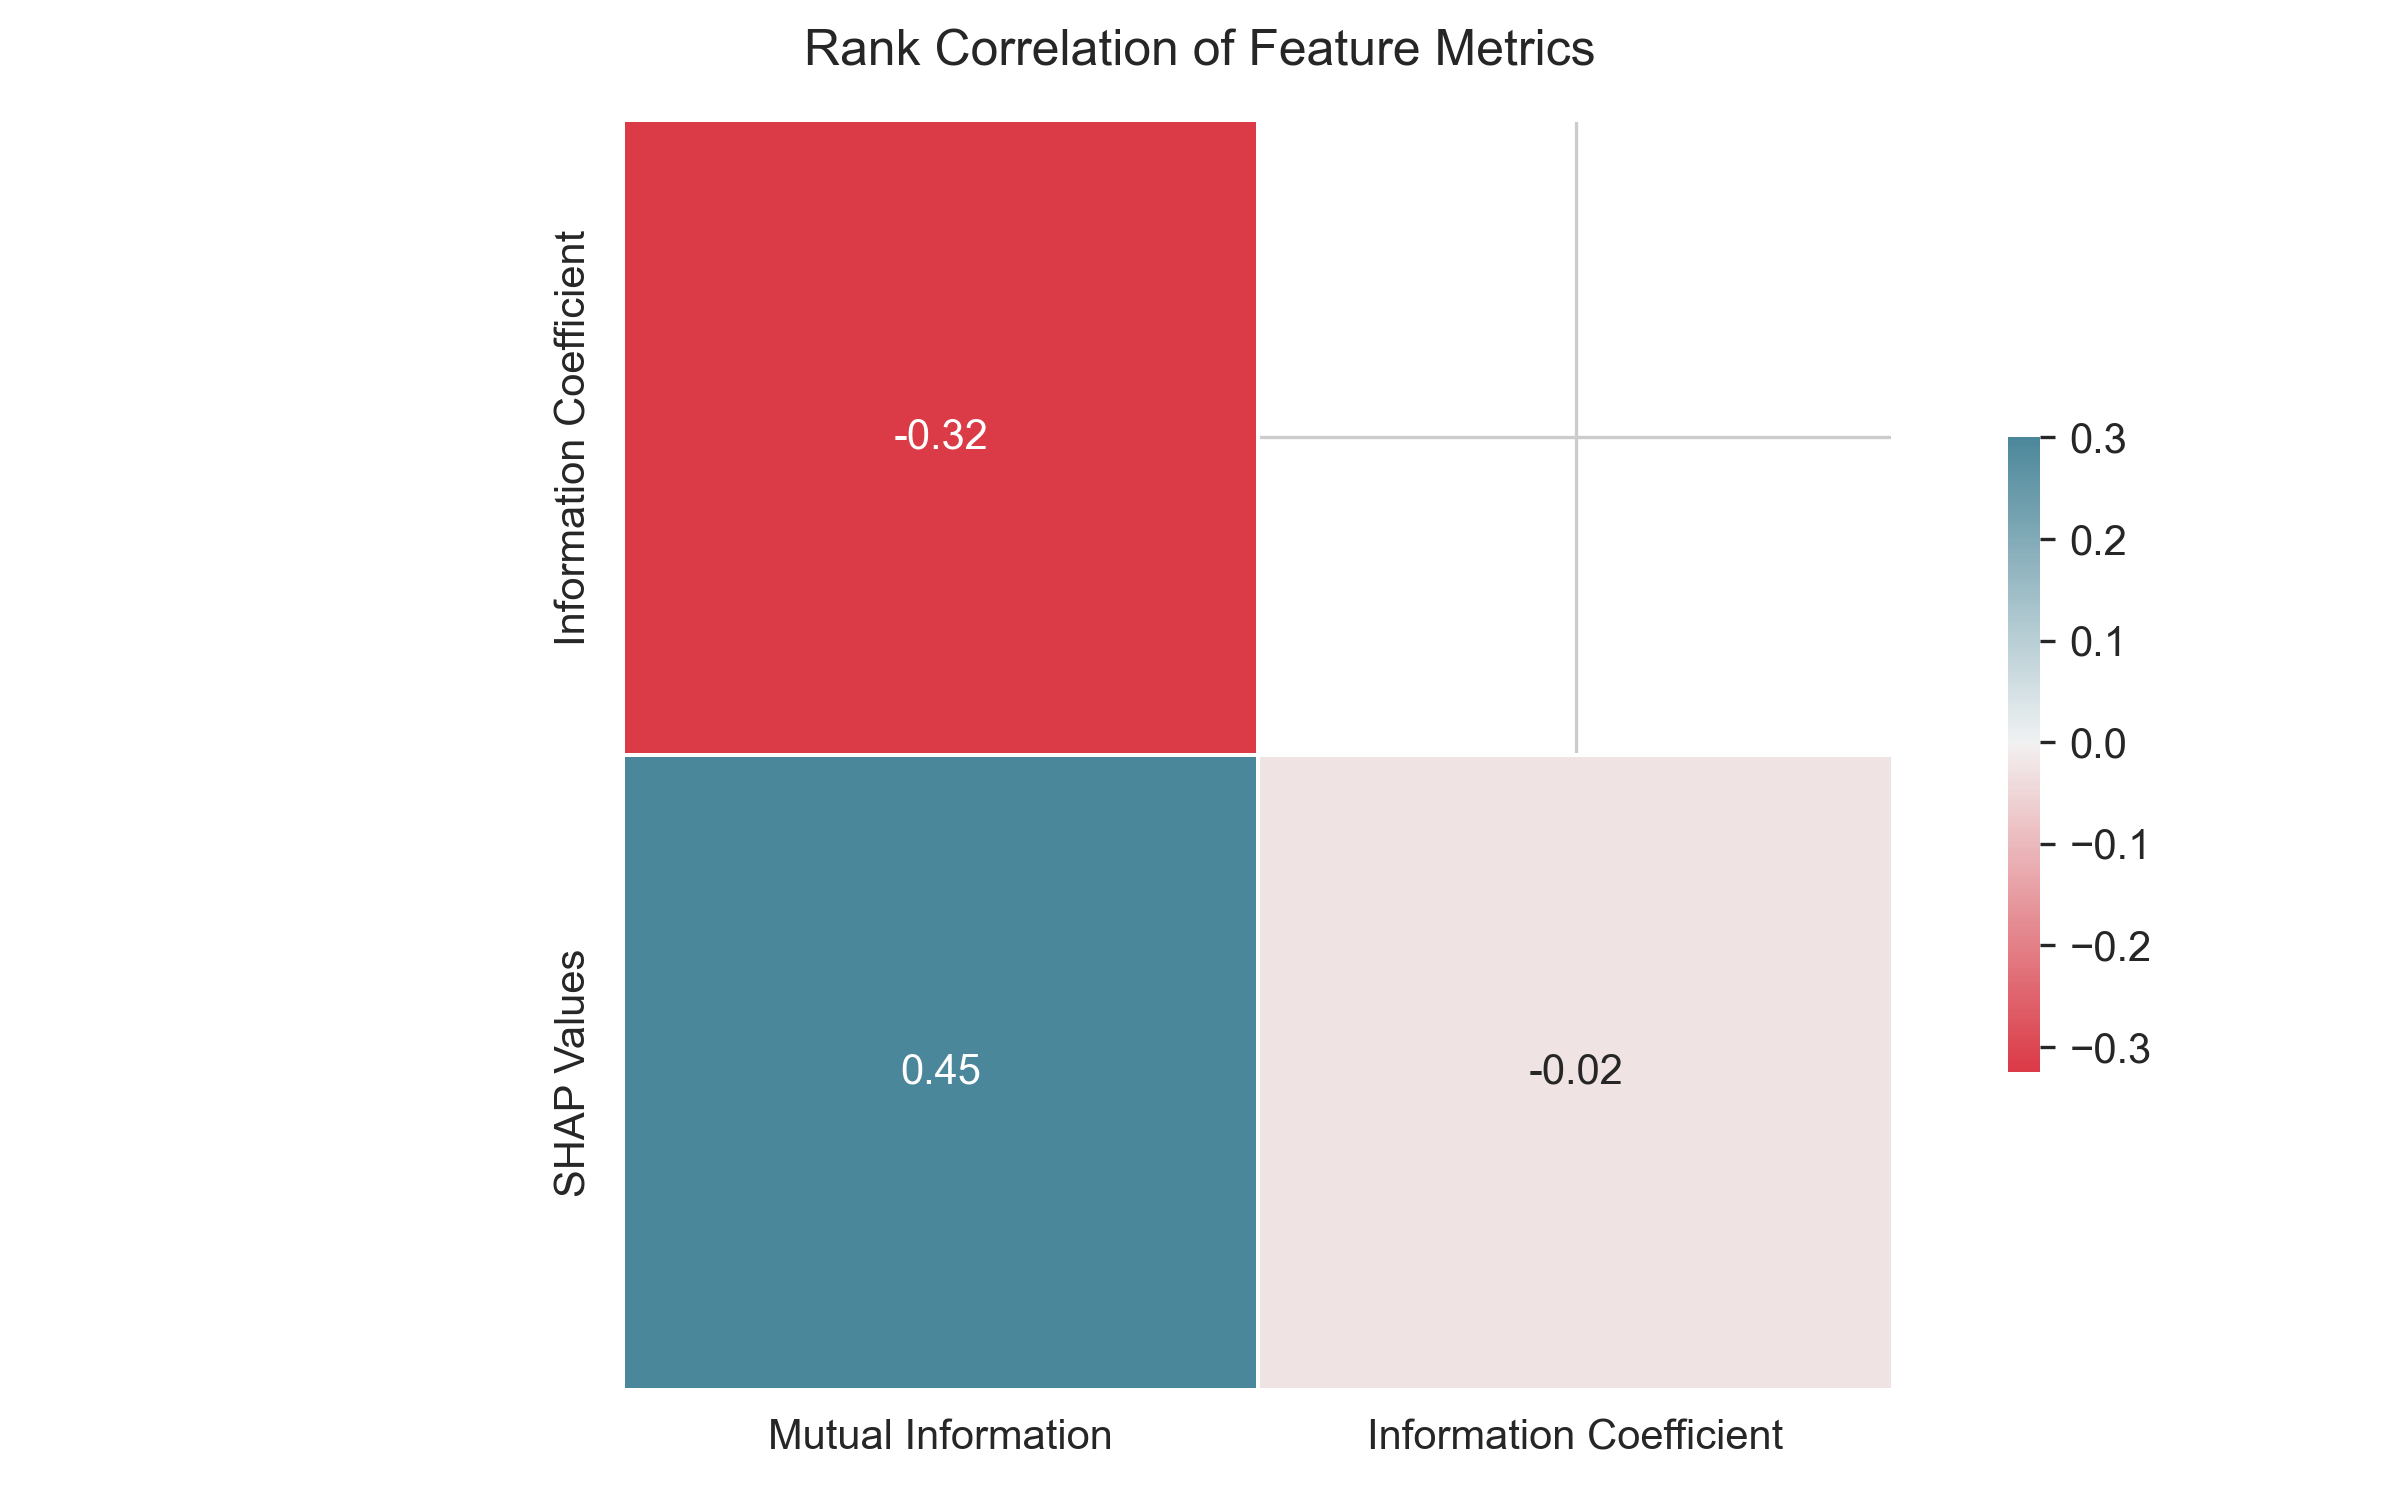 Rank Correlation of Feature Metrics
Information Coefficient
-0.32
SHAP Values
0.45
-0.02
Mutual Information
Information Coefficient
0.3
0.2
0.1
0.0
−0.1
−0.2
−0.3